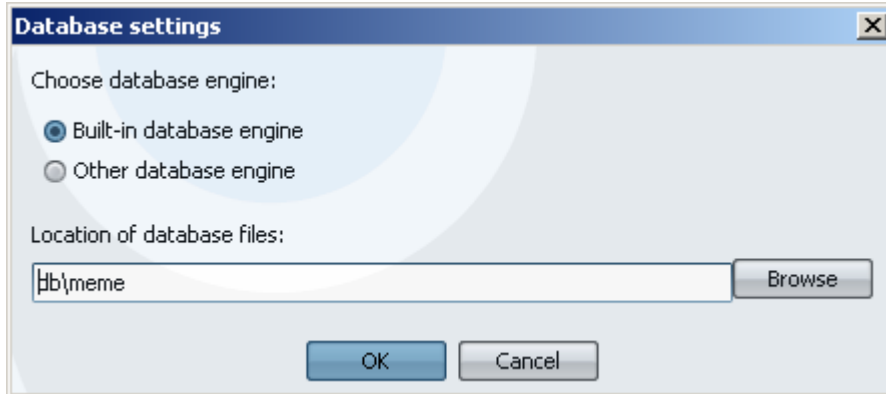 Database settings
Choose database engine:
Built-in database engine
Other database engine
Location of database files:
db\meme
Browse
OK
Cancel